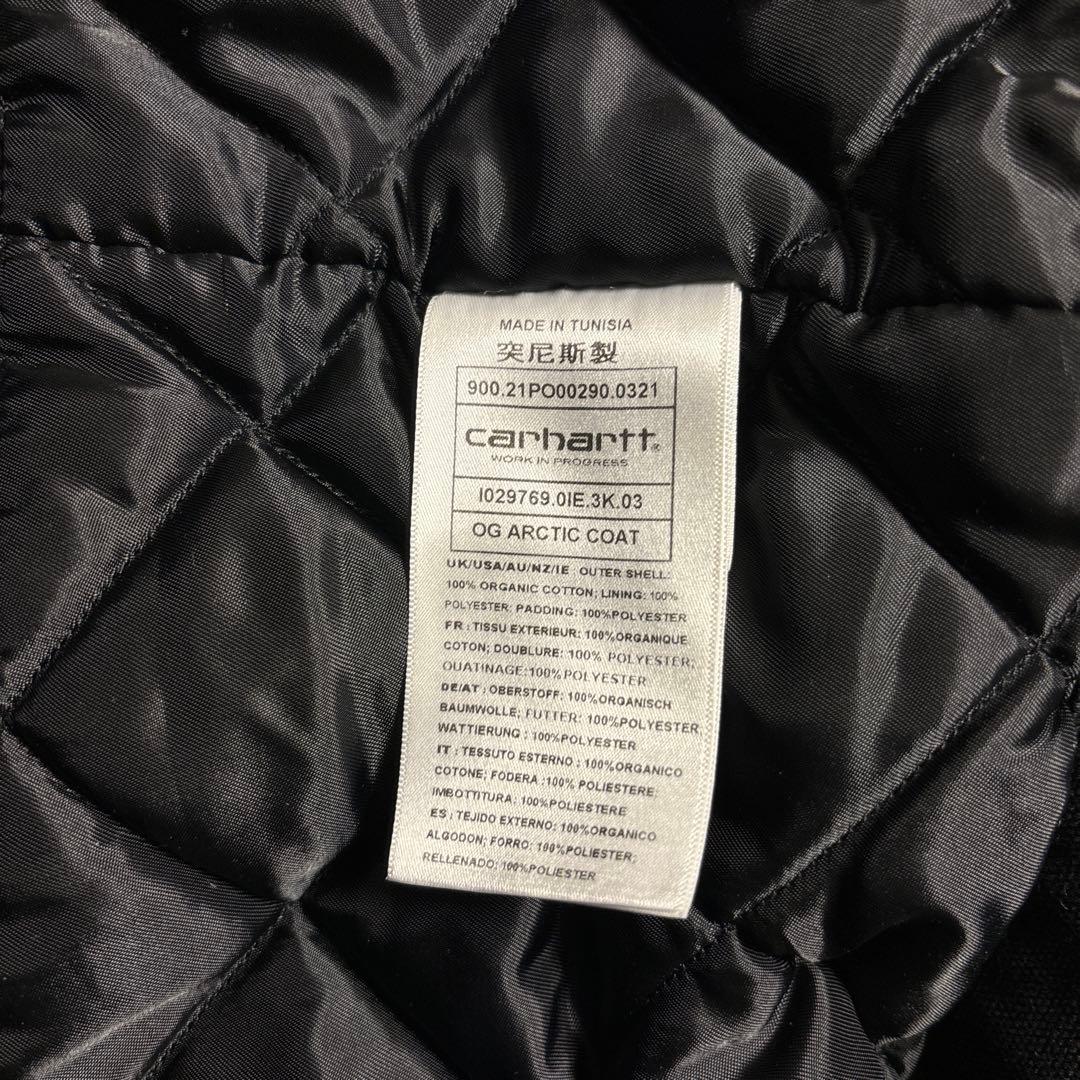 MADE IN TUNISIA
突尼斯製
900.21PO00290.0321
carhartt®
WORK IN PROGRESS
I029769.0IE.3K.03
OG ARCTIC COAT
UK/USA/AU/NZ/IE : OUTER SHELL:
100% ORGANIC COTTON; LINING: 100%
POLYESTER; PADDING: 100%POLYESTER
FR : TISSU EXTERIEUR: 100%ORGANIQUE
COTON; DOUBLURE: 100% POLYESTER;
OUATINAGE:100%POLYESTER
DE/AT : OBERSTOFF: 100%ORGANISCH
BAUMWOLLE; FUTTER: 100%POLYESTER
WATTIERUNG : 100%POLYESTER
IT : TESSUTO ESTERNO : 100%ORGANICO
COTONE; FODERA :100% POLIESTERE;
IMBOTTITURA: 100%POLIESTERE
ES : TEJIDO EXTERNO: 100%ORGANICO
ALGODON; FORRO: 100%POLIESTER;
RELLENADO: 100%POLIESTER